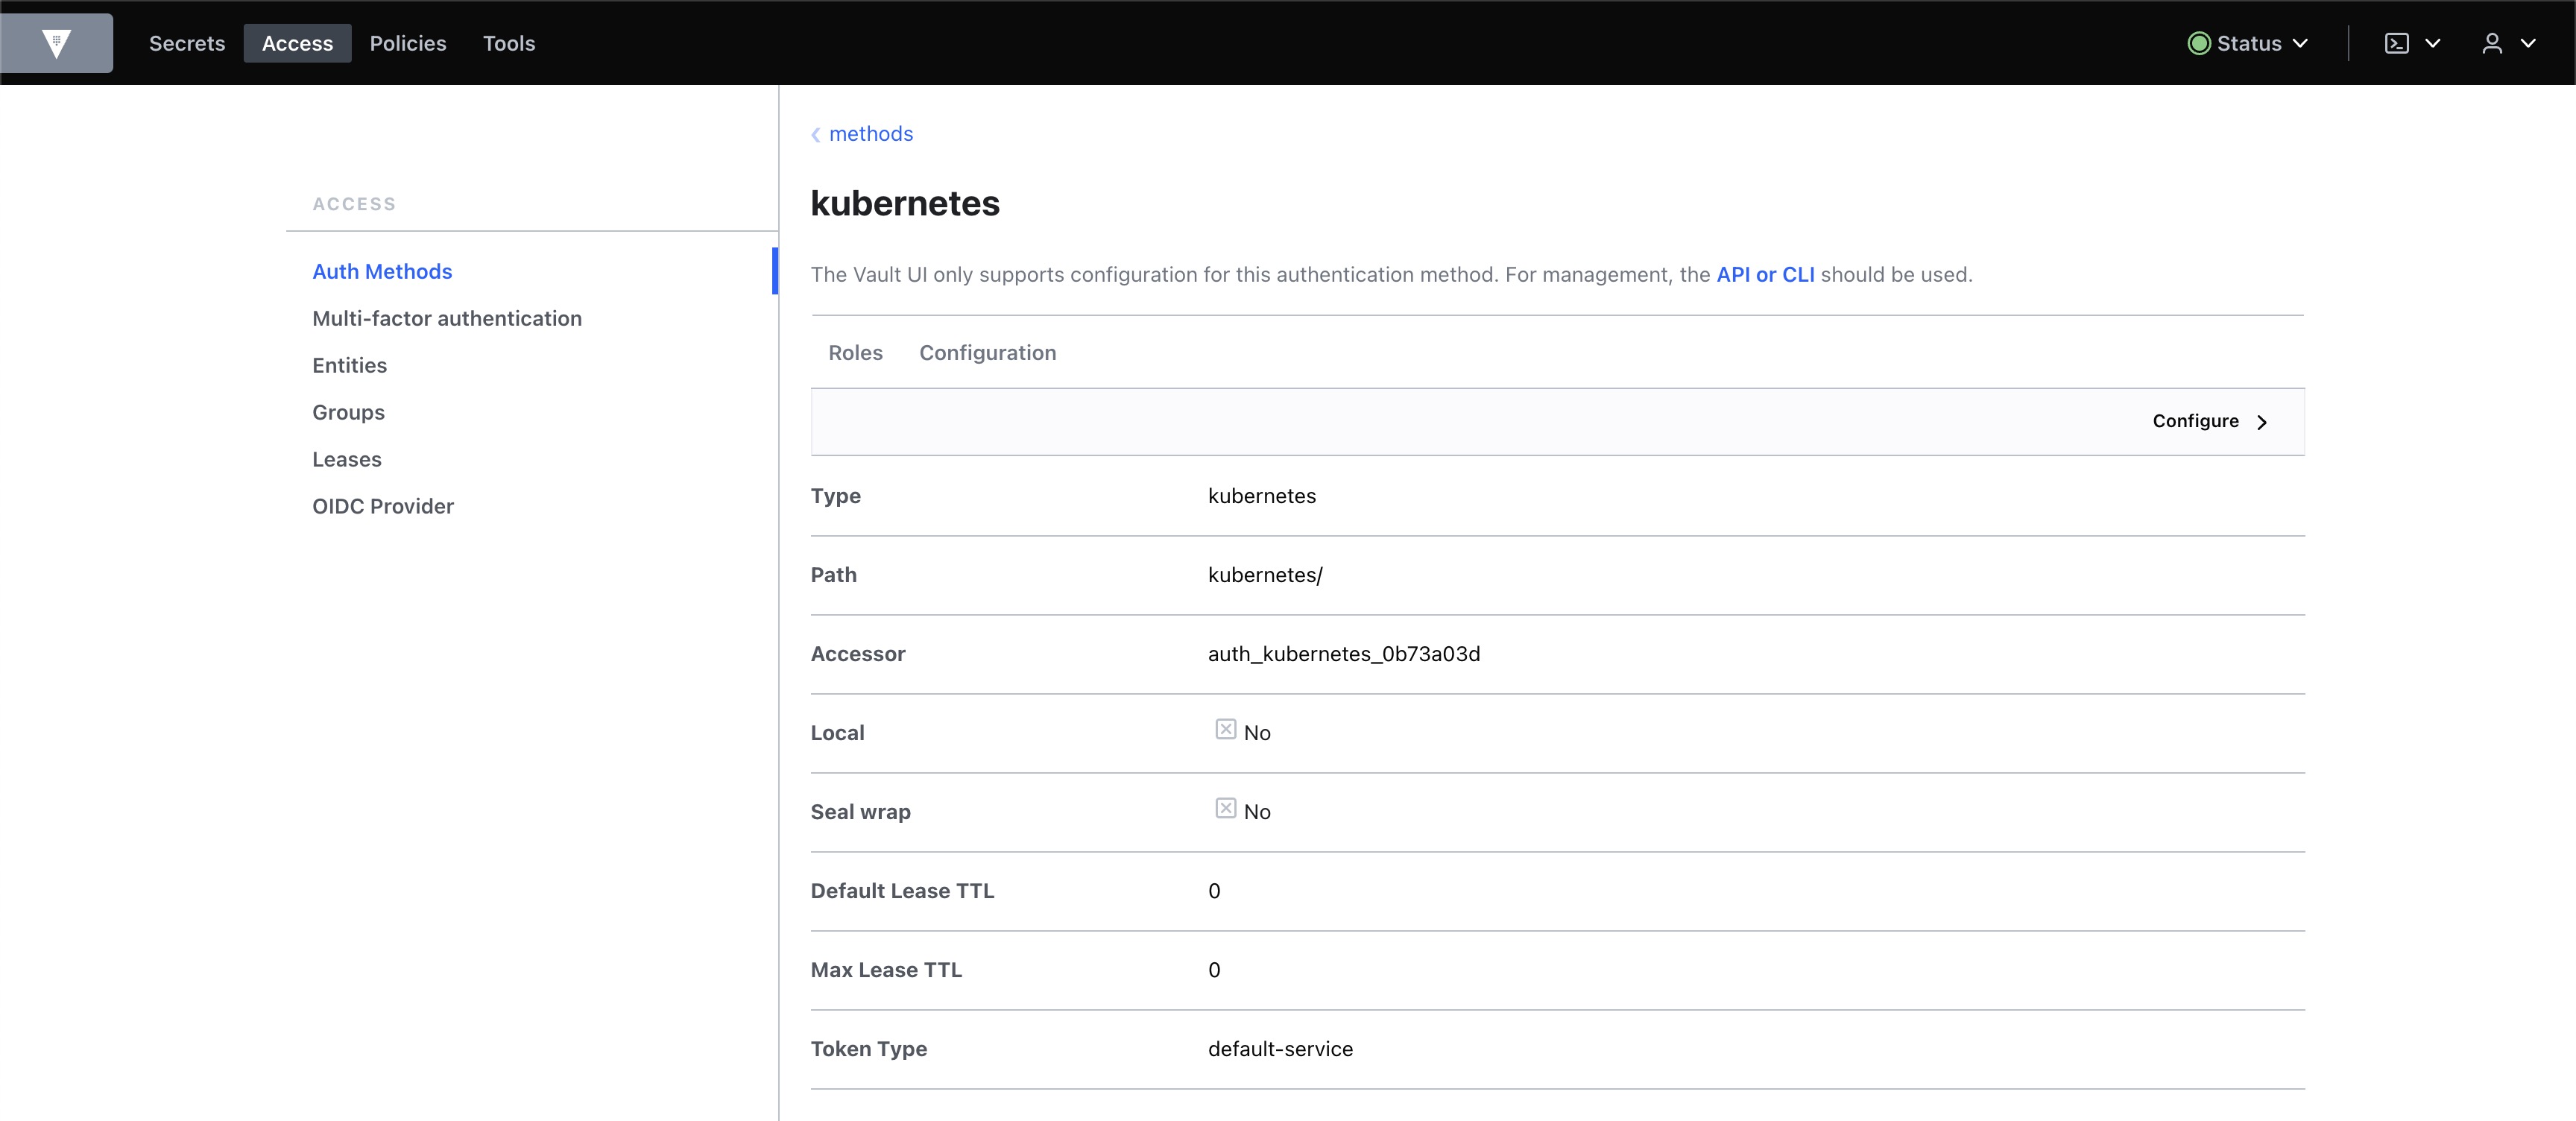 Secrets Access Policies Tools Status
methods
kubernetes
ACCESS
The Vault UI only supports configuration for this authentication method. For management, the API or CLI should be used.
Auth Methods
Multi-factor authentication
Entities
Groups
Leases
OIDC Provider
Roles Configuration
Configure
Type kubernetes
Path kubernetes/
Accessor auth_kubernetes_0b73a03d
Local No
Seal wrap No
Default Lease TTL 0
Max Lease TTL 0
Token Type default-service